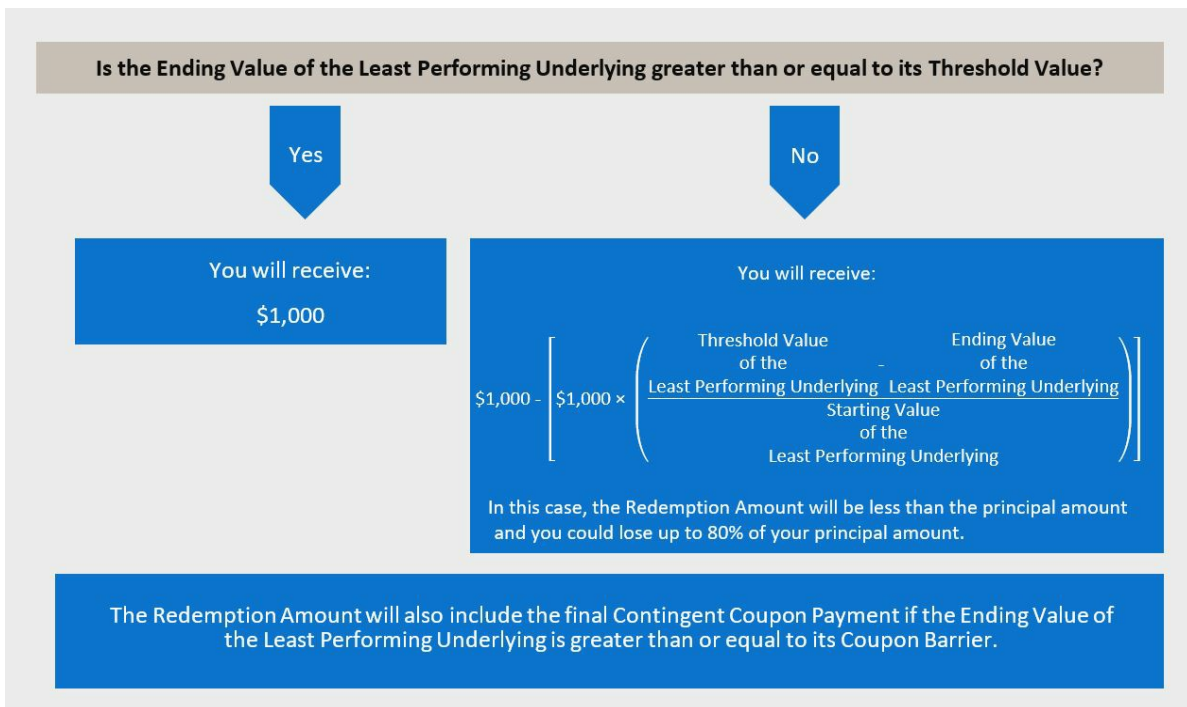 Is the Ending Value of the Least Performing Underlying greater than or equal to its Threshold Value?
Yes
No
You will receive:
$1,000
You will receive:
Threshold Value
of the
Least Performing Underlying
-
Ending Value
of the
Least Performing Underlying
$1,000 - [ $1,000 × (
Starting Value
of the
Least Performing Underlying
) ]
In this case, the Redemption Amount will be less than the principal amount
and you could lose up to 80% of your principal amount.
The Redemption Amount will also include the final Contingent Coupon Payment if the Ending Value of
the Least Performing Underlying is greater than or equal to its Coupon Barrier.